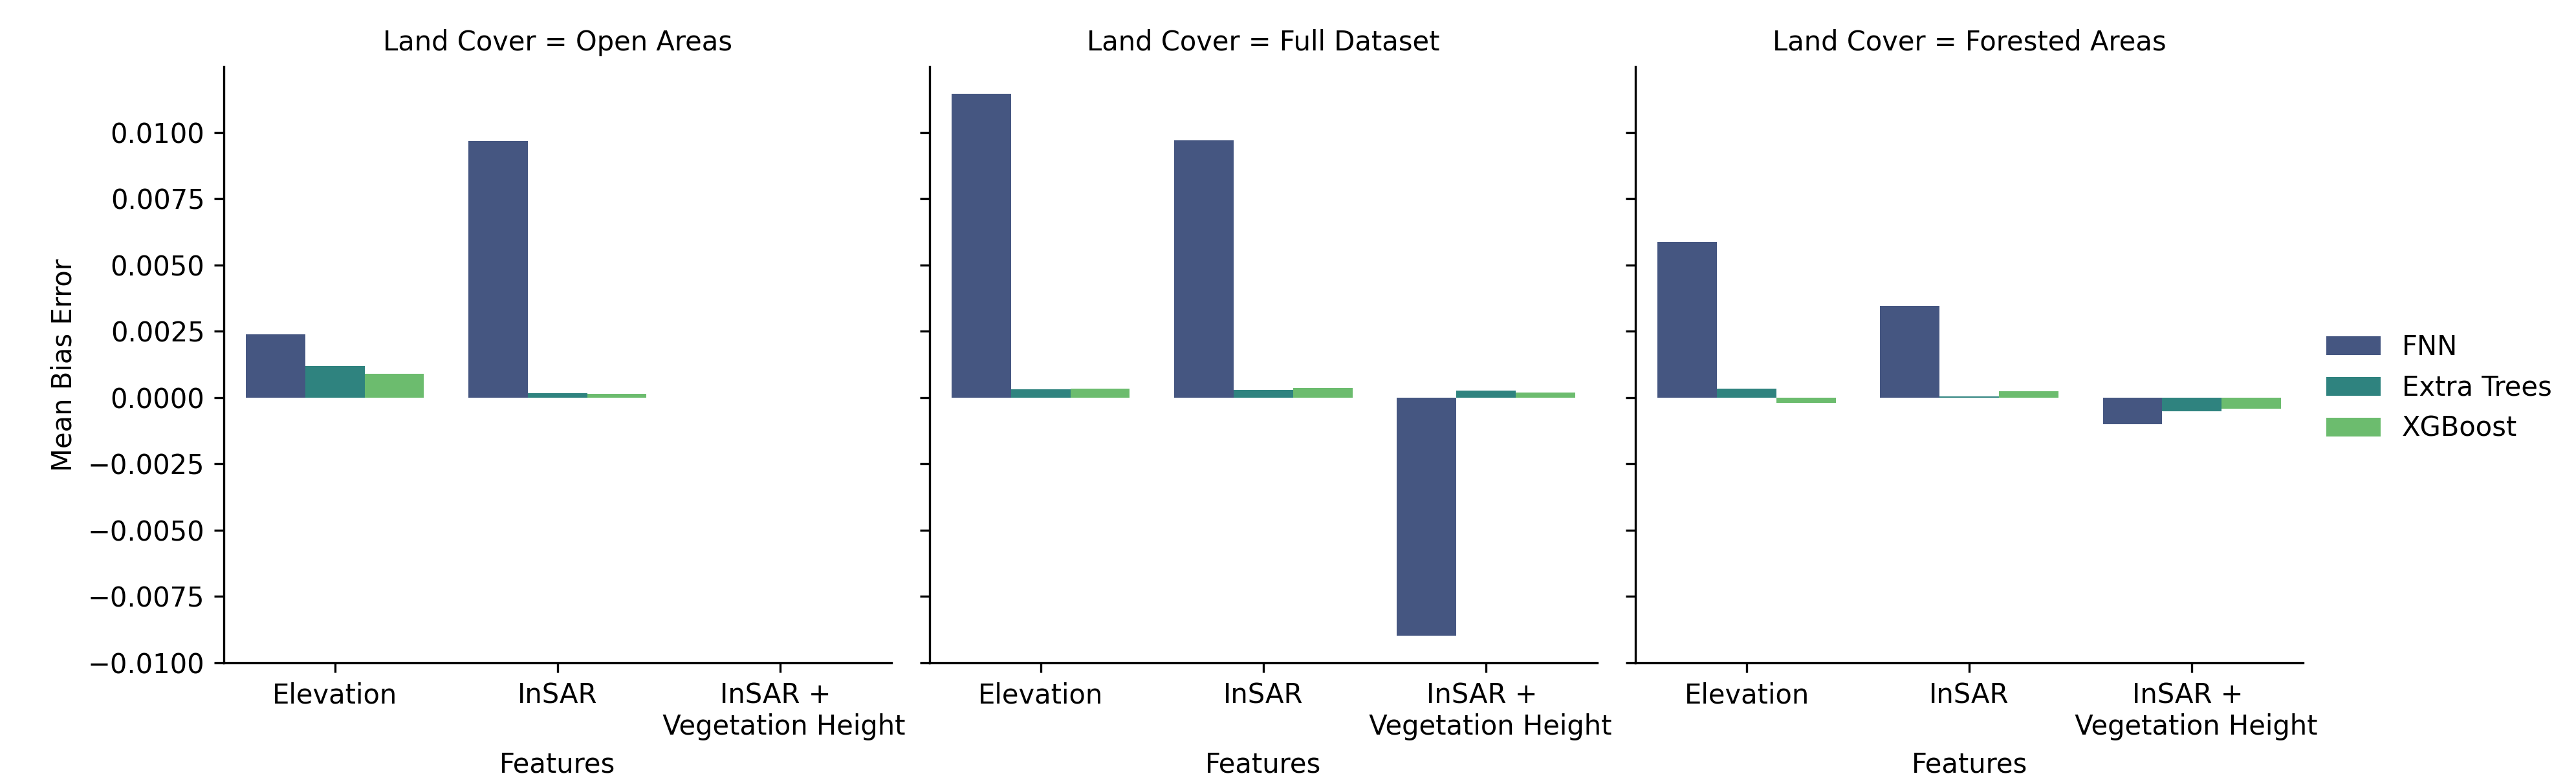 Land Cover = Open Areas
Land Cover = Full Dataset
Land Cover = Forested Areas
Mean Bias Error
0.0100
0.0075
0.0050
0.0025
0.0000
−0.0025
−0.0050
−0.0075
−0.0100
Elevation
InSAR
InSAR +
Vegetation Height
Features
Elevation
InSAR
InSAR +
Vegetation Height
Features
Elevation
InSAR
InSAR +
Vegetation Height
Features
FNN
Extra Trees
XGBoost